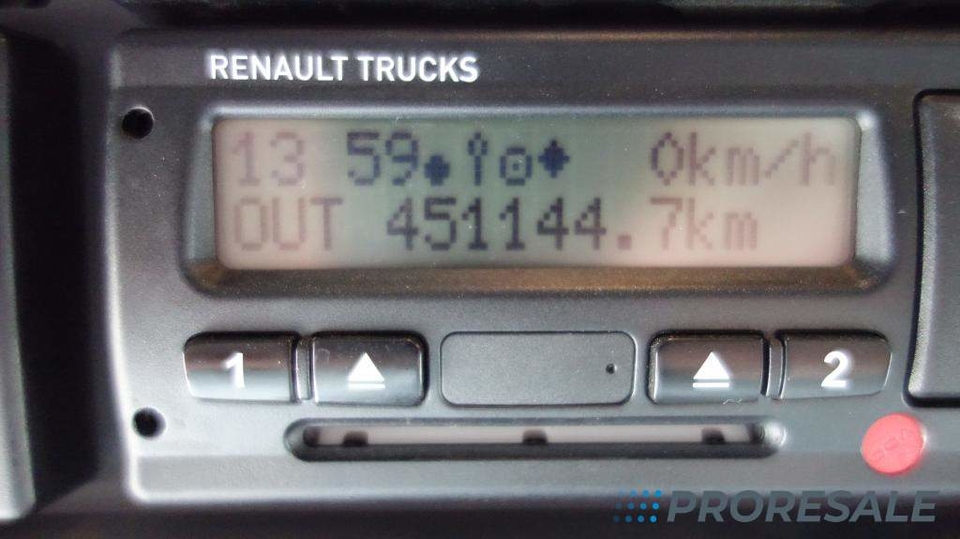 RENAULT TRUCKS
13 59 0km/h
OUT 451144.7km
1 2
PRORESALE